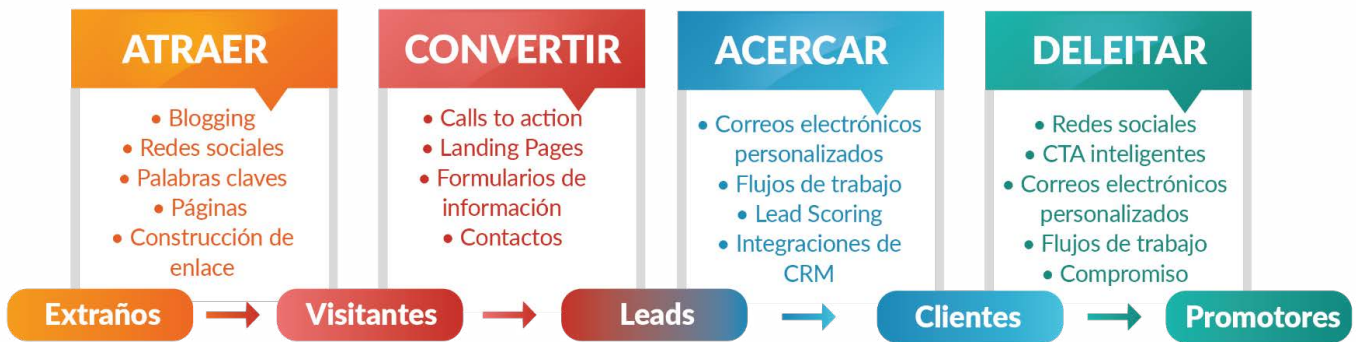 ATRAER
• Blogging
• Redes sociales
• Palabras claves
• Páginas
• Construcción de
enlace
CONVERTIR
• Calls to action
• Landing Pages
• Formularios de
información
• Contactos
ACERCAR
• Correos electrónicos
personalizados
• Flujos de trabajo
• Lead Scoring
• Integraciones de
CRM
DELEITAR
• Redes sociales
• CTA inteligentes
• Correos electrónicos
personalizados
• Flujos de trabajo
• Compromiso
Extraños
Visitantes
Leads
Clientes
Promotores